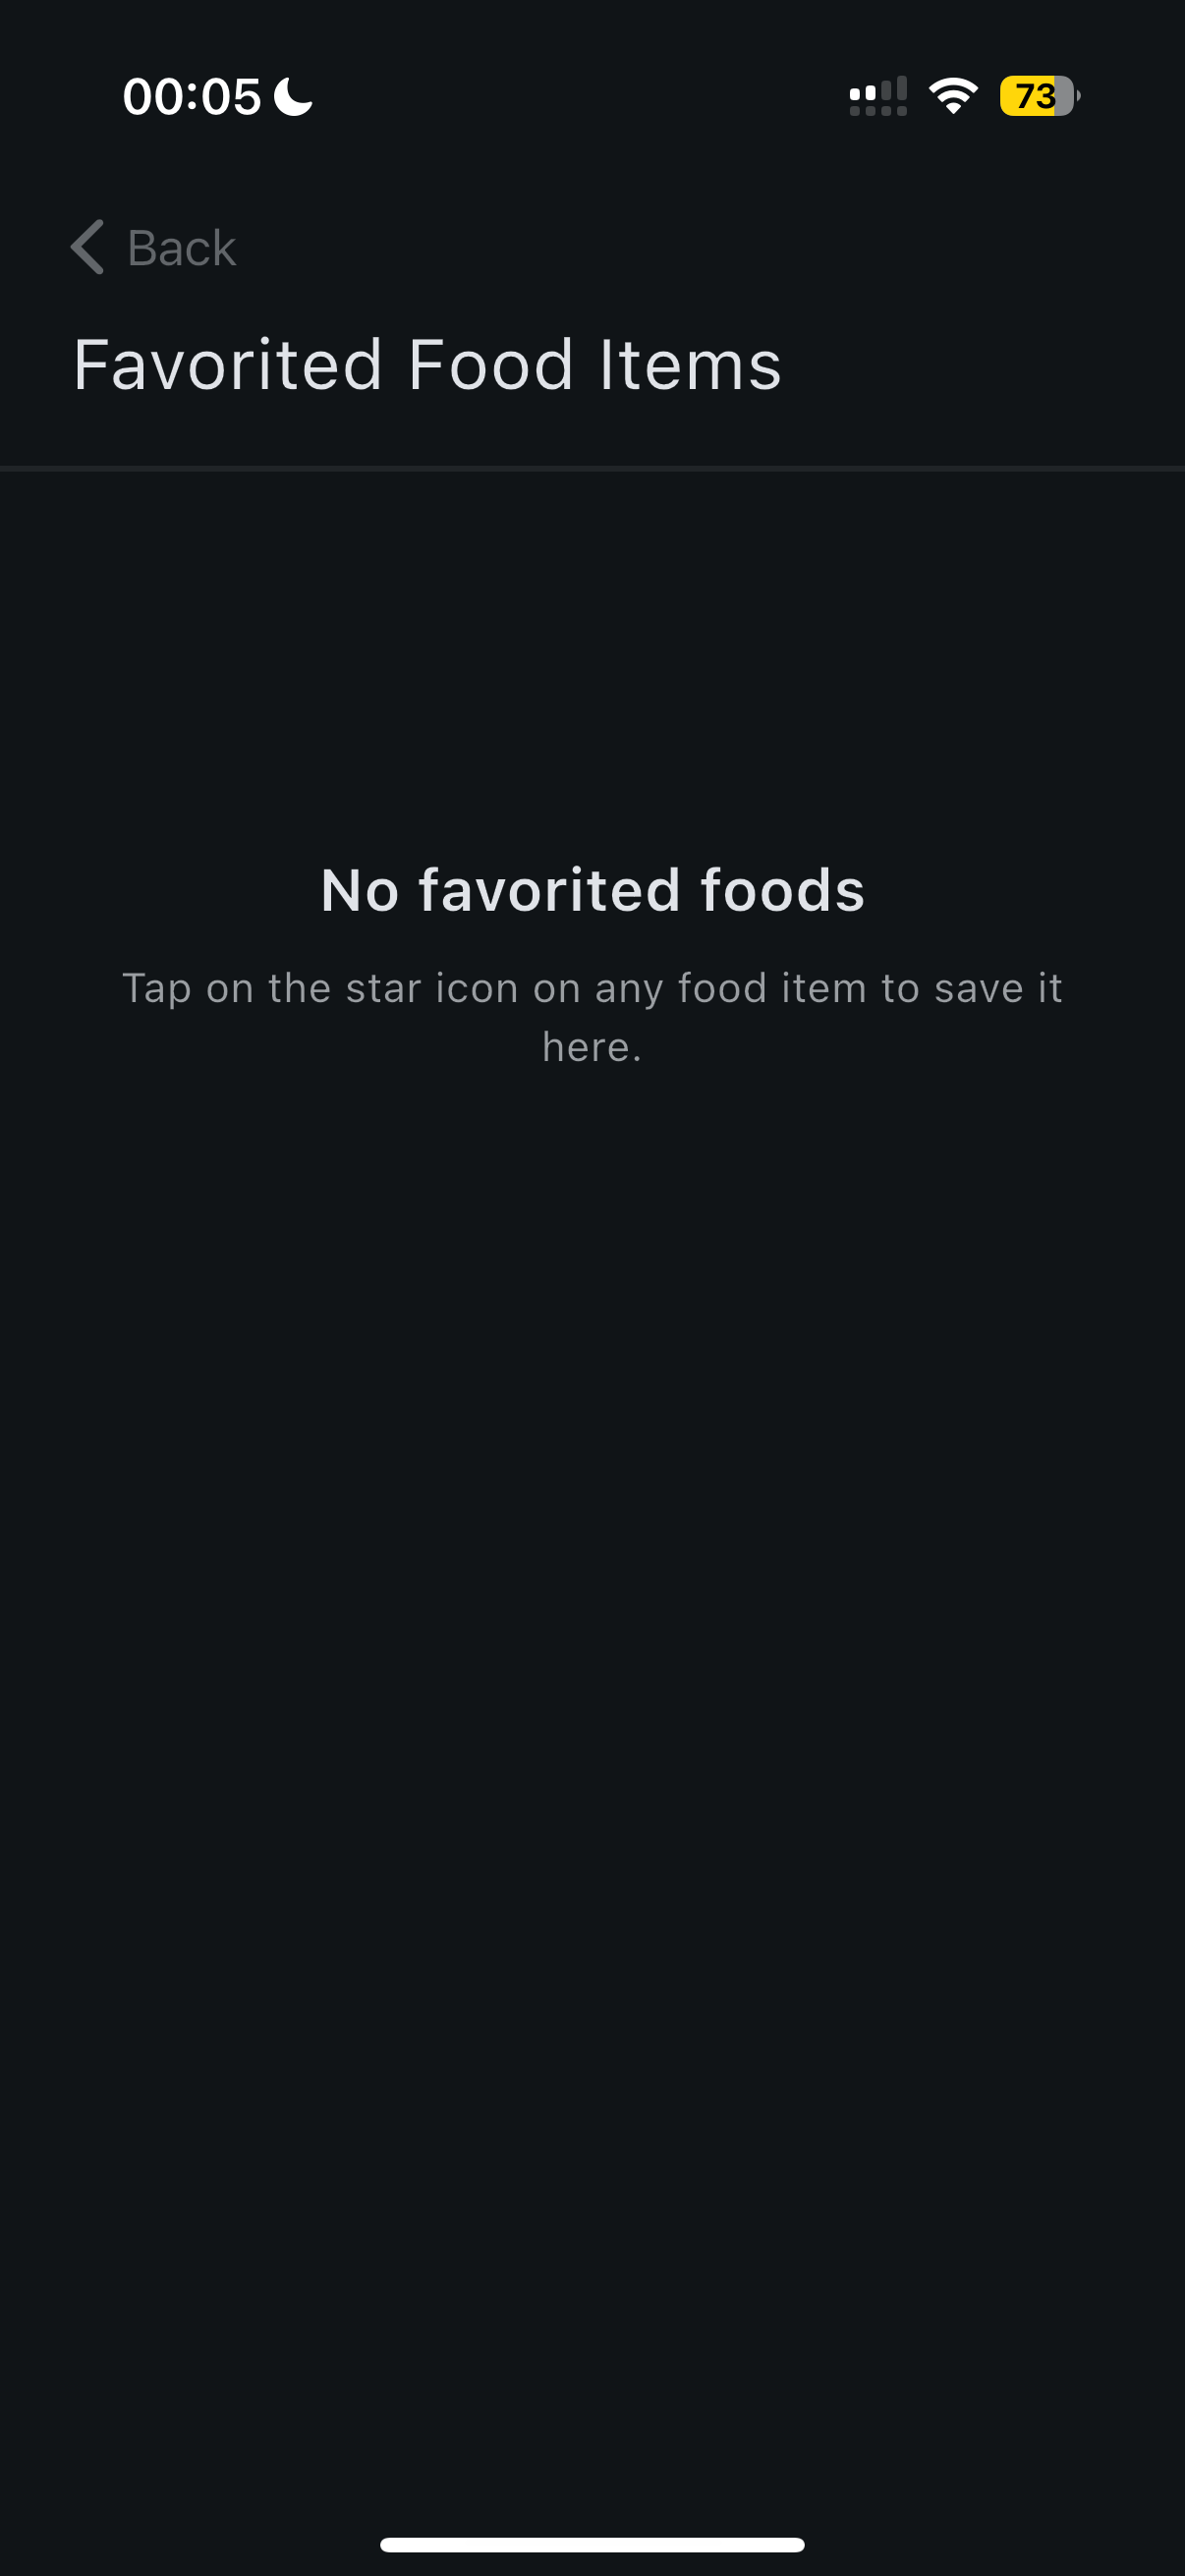 00:05
73
Back
Favorited Food Items
No favorited foods
Tap on the star icon on any food item to save it
here.